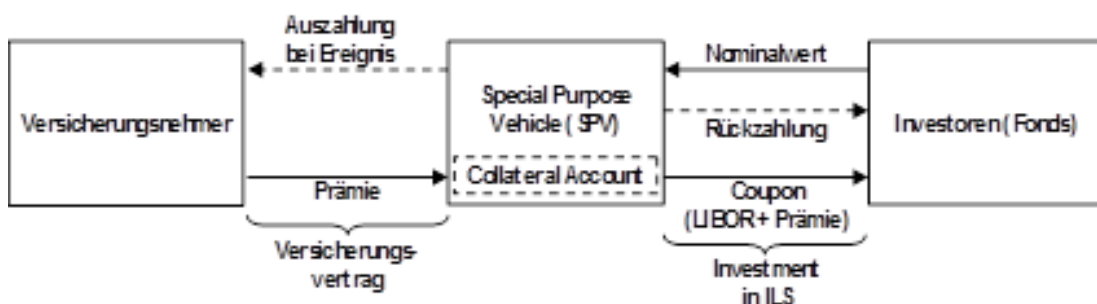 Auszahlung
bei Ereignis
Nominalwert
Special Purpose
Vehicle ( SPV)
Versicherungsnehmer
Rückzahlung
Investoren ( Fonds)
Collateral Account
Prämie
Coupon
(LIBOR + Prämie)
Versicherungs-
vertrag
Investment
in ILS